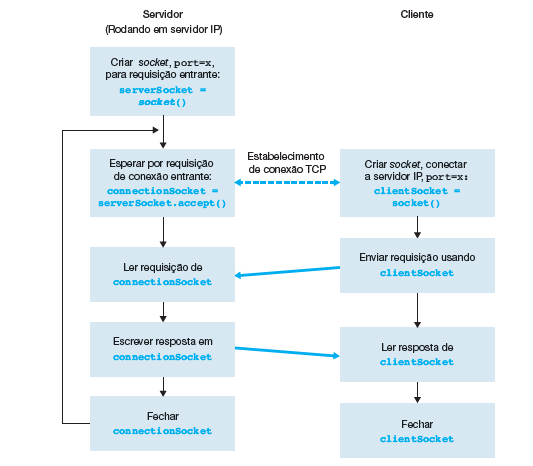 Servidor
(Rodando em servidor IP)
Cliente
Criar socket, port=x,
para requisição entrante:
serverSocket =
socket()
Esperar por requisição
de conexão entrante:
connectionSocket =
serverSocket.accept()
Estabelecimento
de conexão TCP
Criar socket, conectar
a servidor IP, port=x:
clientSocket =
socket()
Enviar requisição usando
clientSocket
Ler requisição de
connectionSocket
Escrever resposta em
connectionSocket
Ler resposta de
clientSocket
Fechar
connectionSocket
Fechar
clientSocket